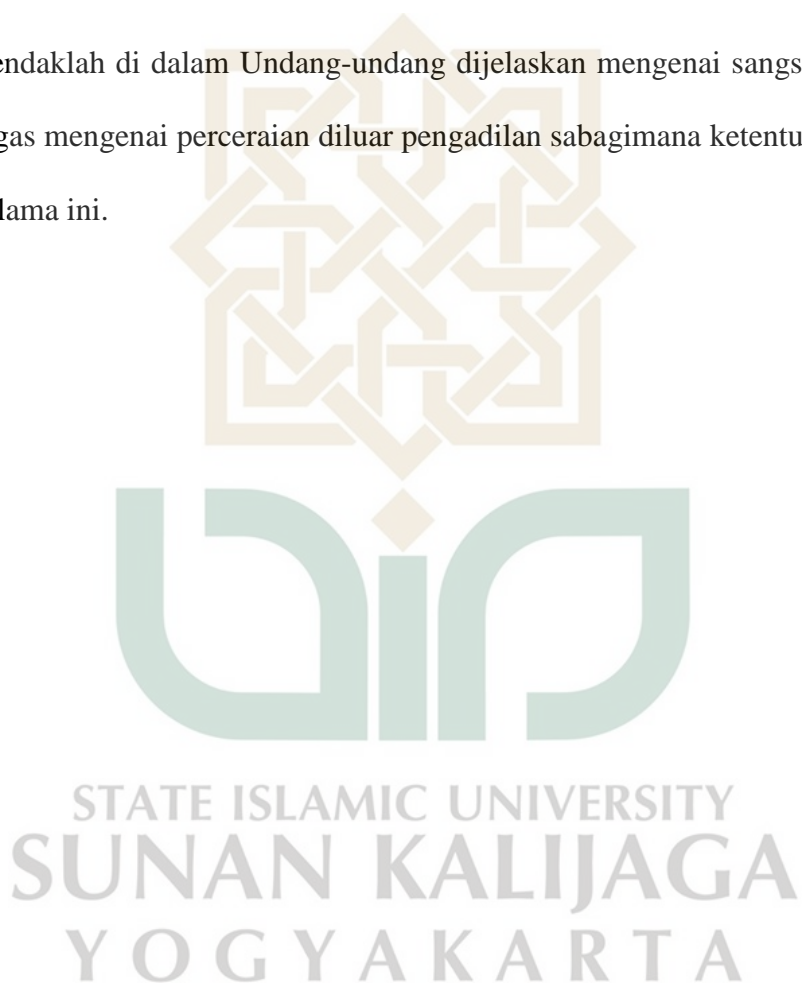 endaklah di dalam Undang-undang dijelaskan mengenai sangs
gas mengenai perceraian diluar pengadilan sabagimana ketentu
lama ini.
STATE ISLAMIC UNIVERSITY
SUNAN KALIJAGA
YOGYAKARTA